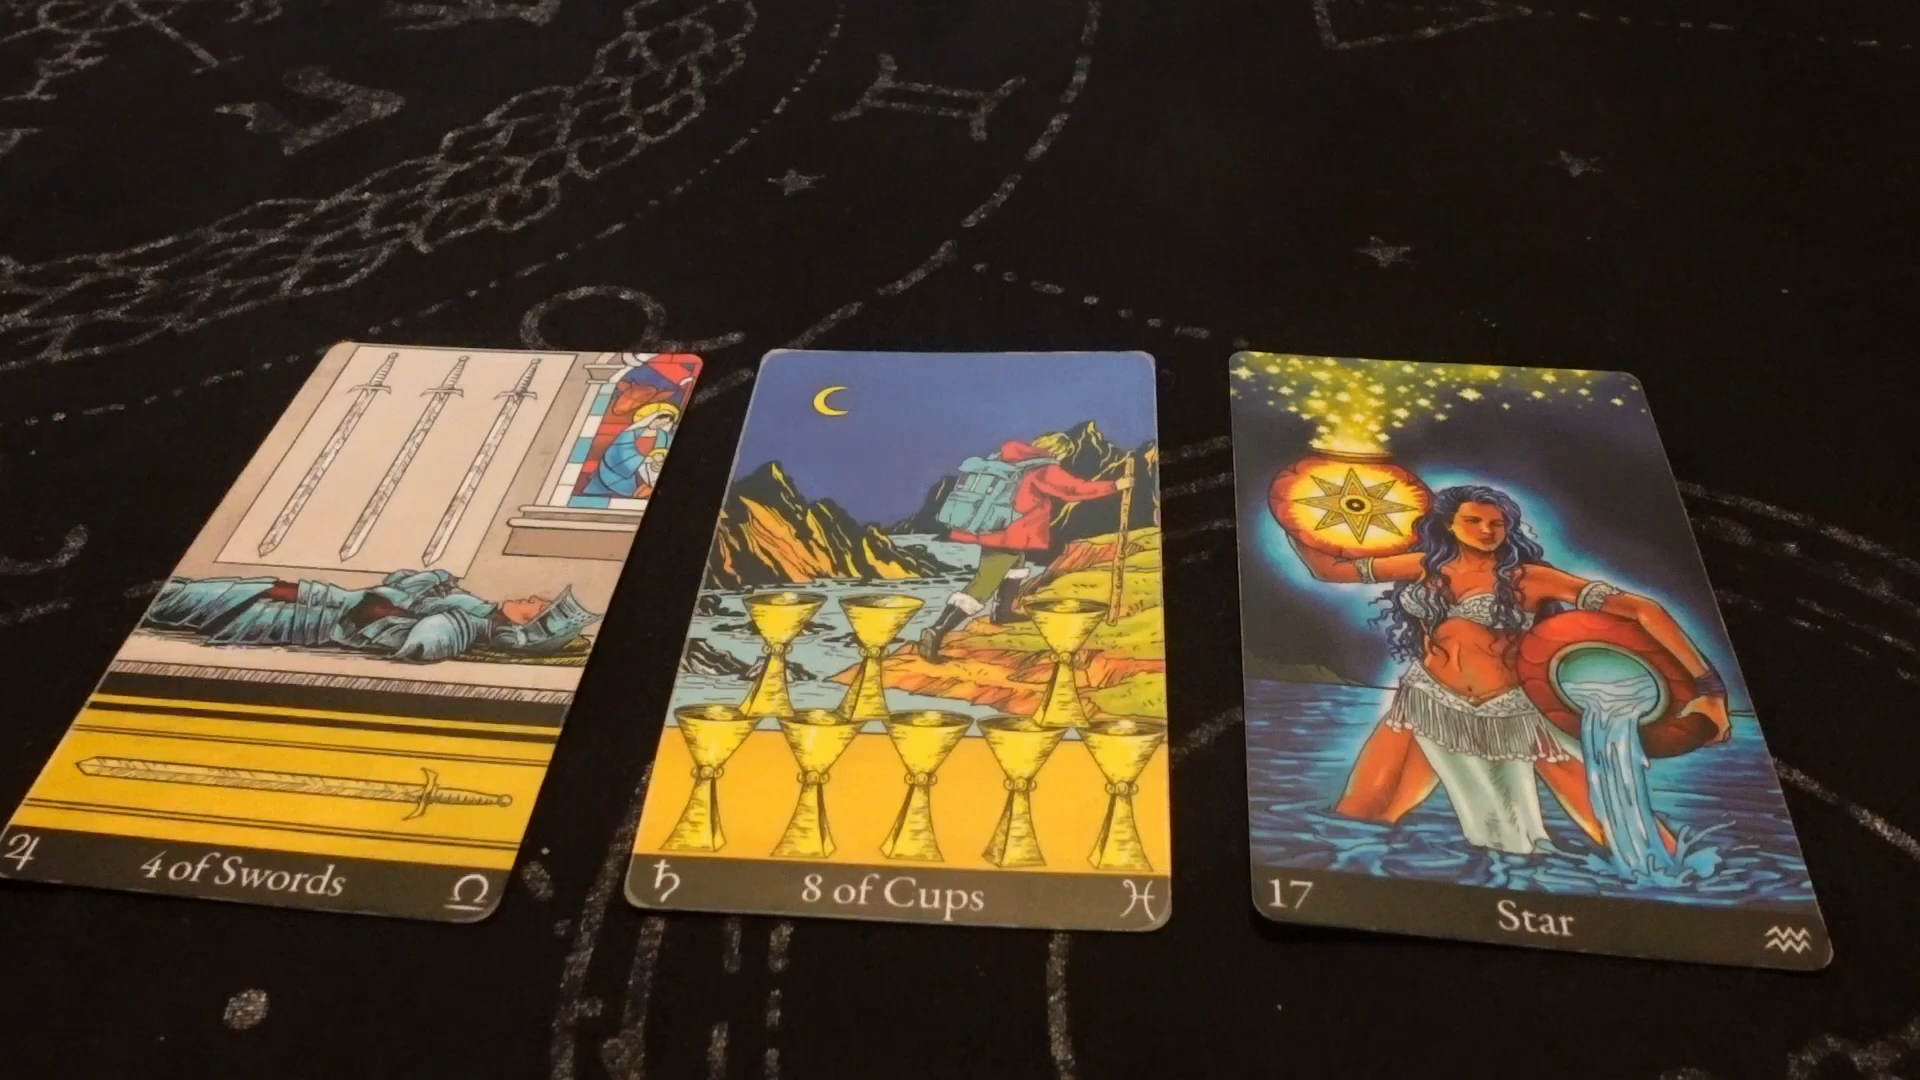 ♃ 4 of Swords ♎
♄ 8 of Cups ♓
17 Star ♒